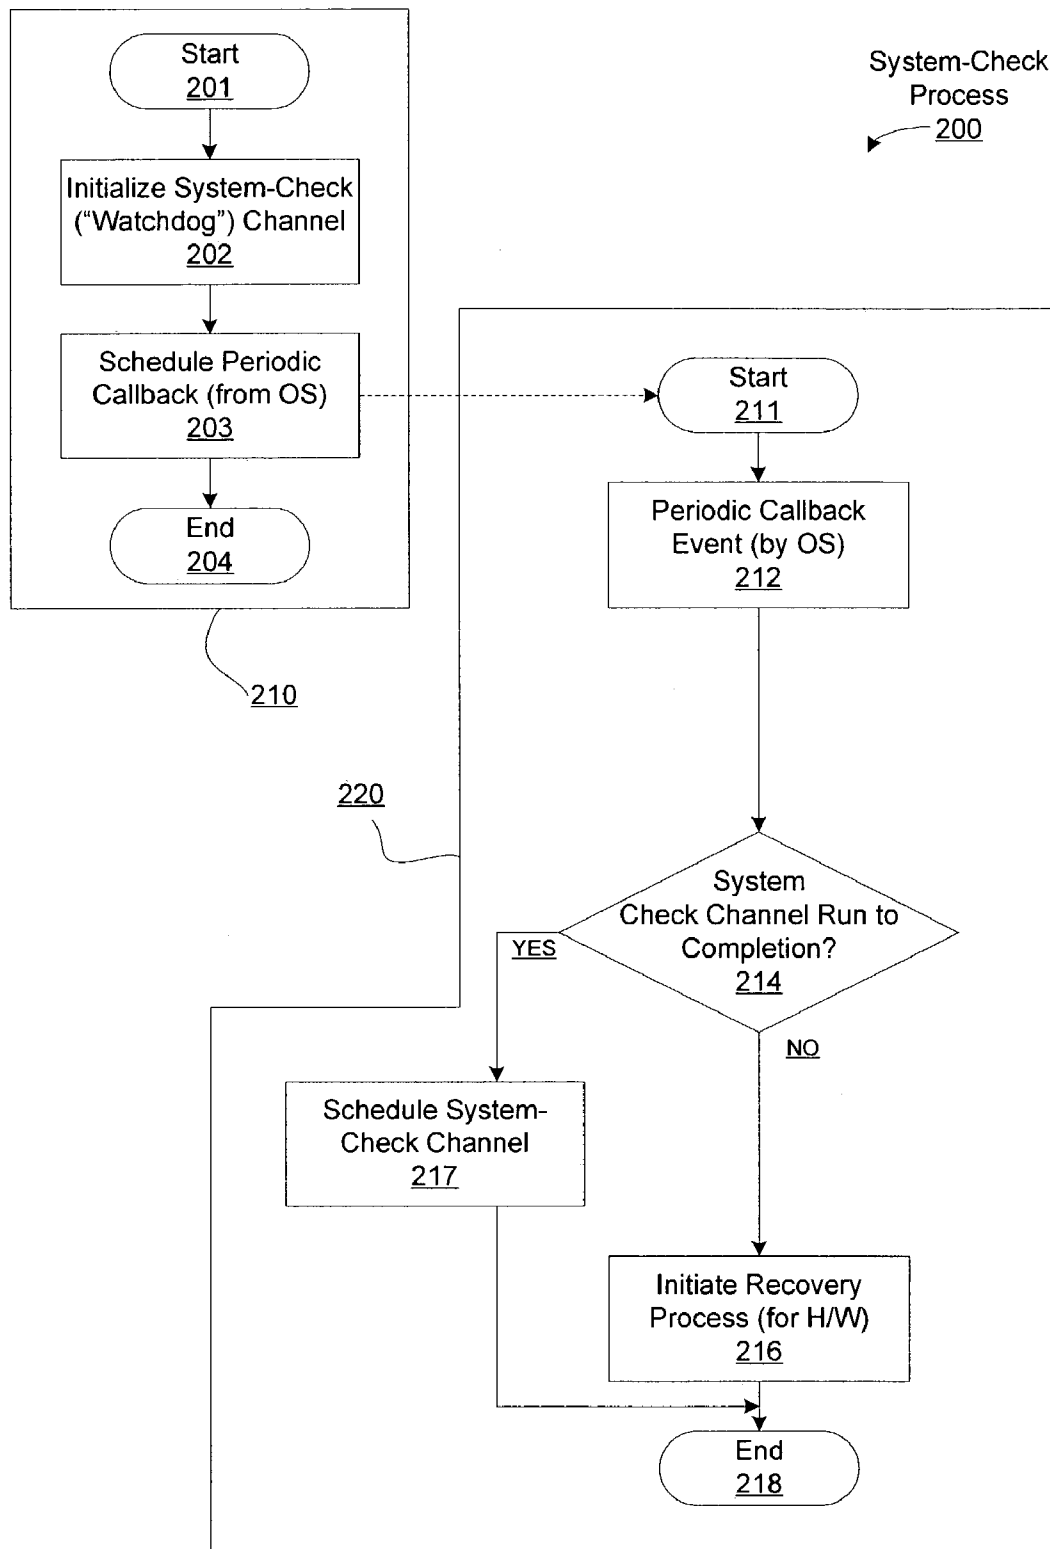 Start
201
System-Check
Process
200
Initialize System-Check
(“Watchdog”) Channel
202
Schedule Periodic
Callback (from OS)
203
End
204
210
Start
211
Periodic Callback
Event (by OS)
212
220
System
Check Channel Run to
Completion?
214
YES
NO
Schedule System-
Check Channel
217
Initiate Recovery
Process (for H/W)
216
End
218